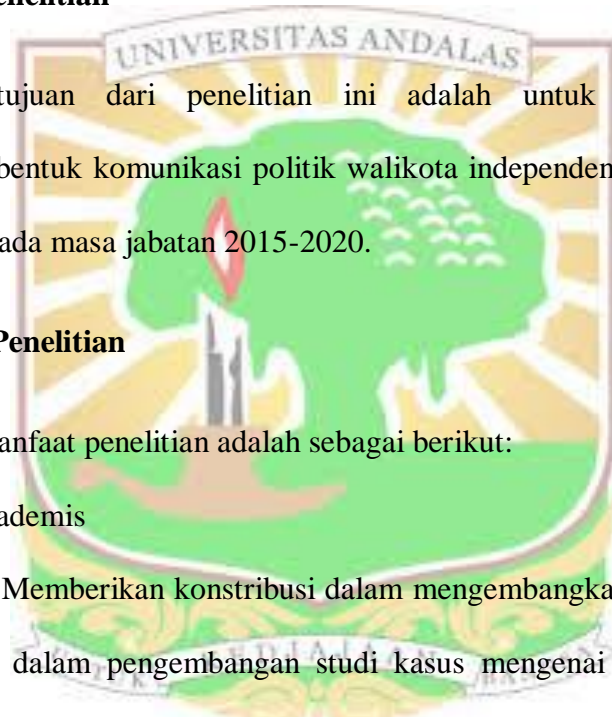 enelitian
UNIVERSITAS ANDALAS
tujuan dari penelitian ini adalah untuk
bentuk komunikasi politik walikota independen
ada masa jabatan 2015-2020.
Penelitian
anfaat penelitian adalah sebagai berikut:
ademis
Memberikan konstribusi dalam mengembangka
dalam pengembangan studi kasus mengenai